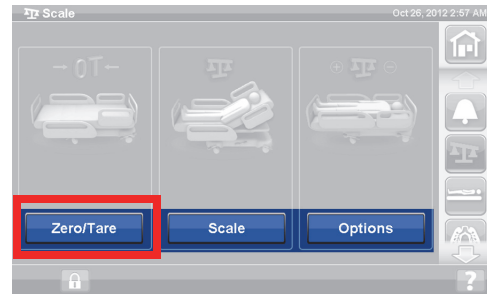 Scale
Oct 26, 2012 2:57 AM
→ 0T ←
Zero/Tare
Scale
Options
?